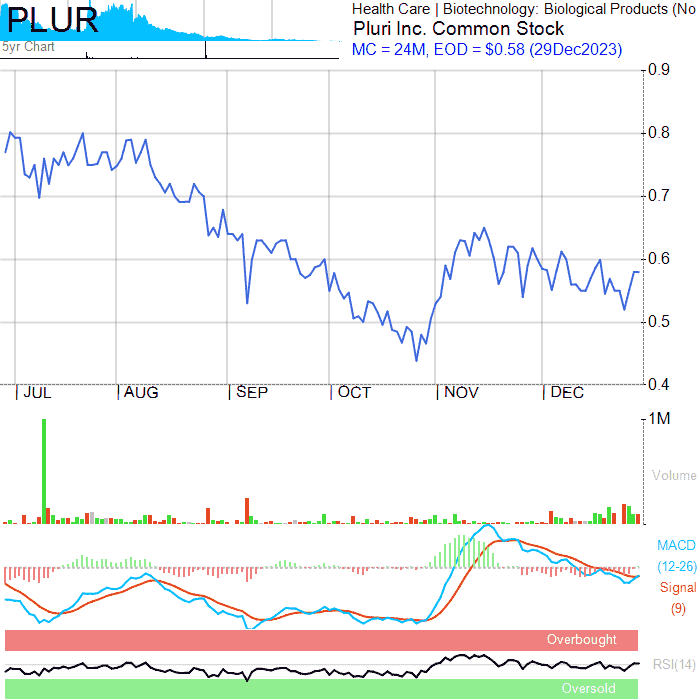 PLUR
5yr Chart
Health Care | Biotechnology: Biological Products (No
Pluri Inc. Common Stock
MC = 24M, EOD = $0.58 (29Dec2023)
0.9
0.8
0.7
0.6
0.5
0.4
JUL AUG SEP OCT NOV DEC
1M
Volume
MACD
(12-26)
Signal
(9)
Overbought
RSI(14)
Oversold